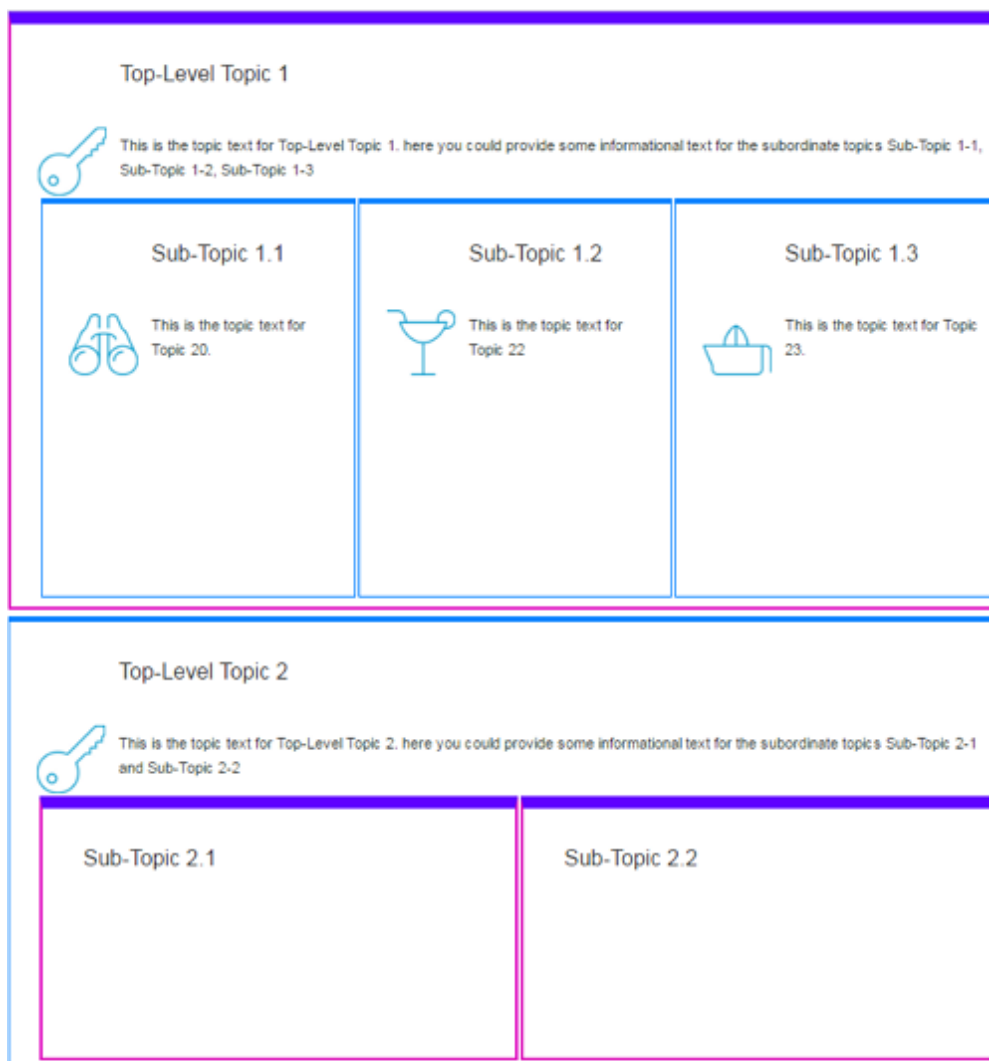 Top-Level Topic 1
This is the topic text for Top-Level Topic 1. here you could provide some informational text for the subordinate topics Sub-Topic 1-1,
Sub-Topic 1-2, Sub-Topic 1-3
Sub-Topic 1.1
This is the topic text for
Topic 20.
Sub-Topic 1.2
This is the topic text for
Topic 22
Sub-Topic 1.3
This is the topic text for Topic
23.
Top-Level Topic 2
This is the topic text for Top-Level Topic 2. here you could provide some informational text for the subordinate topics Sub-Topic 2-1
and Sub-Topic 2-2
Sub-Topic 2.1
Sub-Topic 2.2